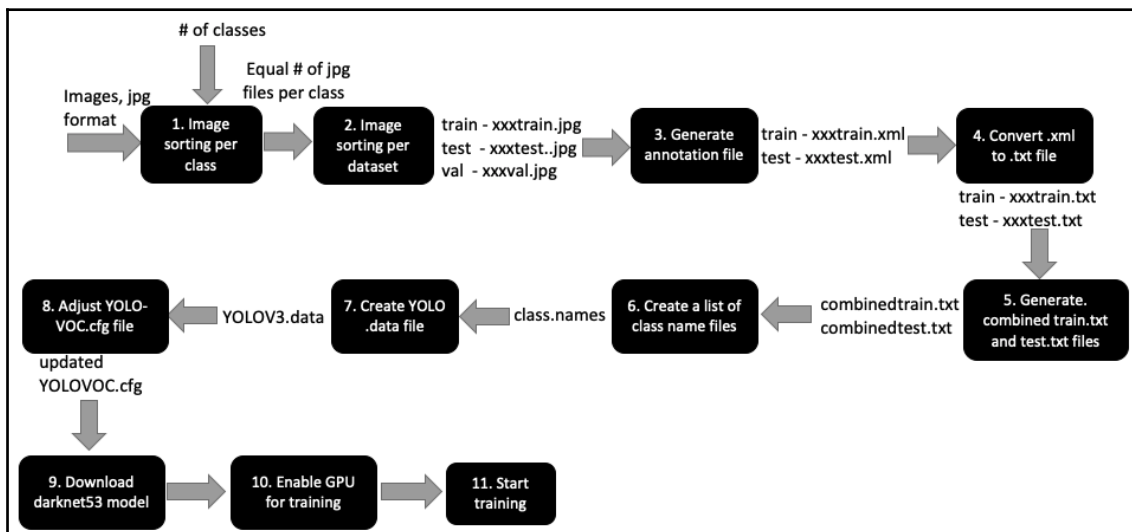 # of classes
Images, jpg
format
1. Image
sorting per
class
Equal # of jpg
files per class
2. Image
sorting per
dataset
train - xxxtrain.jpg
test - xxxtest..jpg
val - xxxval.jpg
3. Generate
annotation file
train - xxxtrain.xml
test - xxxtest.xml
4. Convert .xml
to .txt file
train - xxxtrain.txt
test - xxxtest.txt
5. Generate.
combined train.txt
and test.txt files
combinedtrain.txt
combinedtest.txt
6. Create a list of
class name files
class.names
7. Create YOLO
.data file
YOLOV3.data
8. Adjust YOLO-
VOC.cfg file
updated
YOLOVOC.cfg
9. Download
darknet53 model
10. Enable GPU
for training
11. Start
training